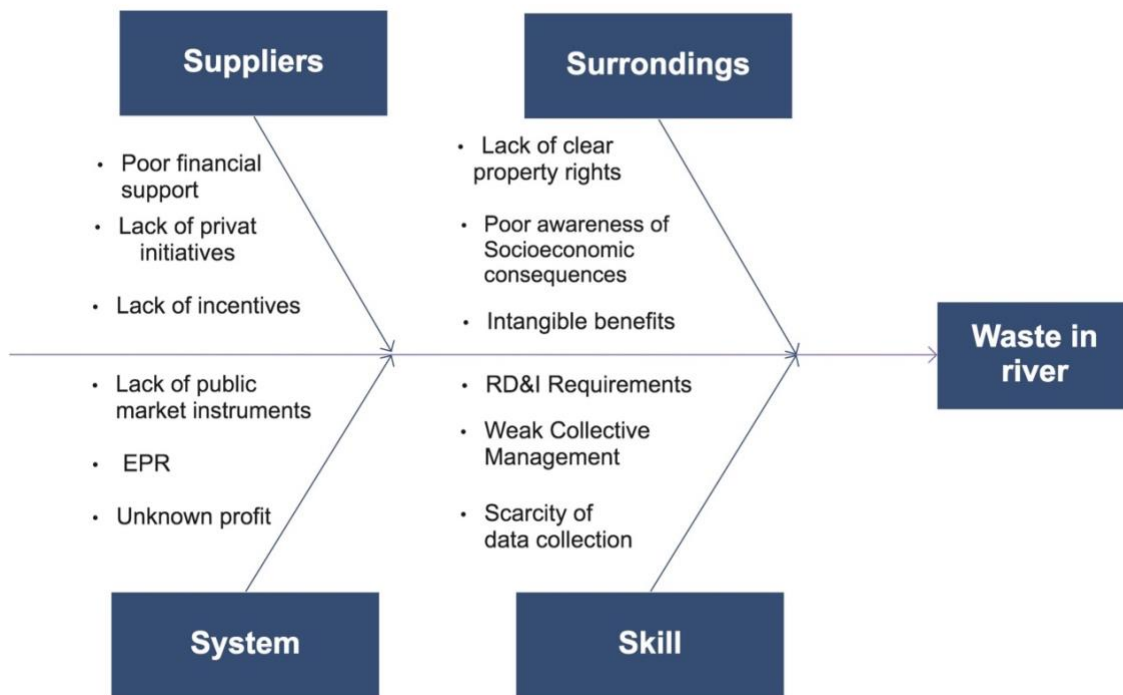 Suppliers
Surrondings
• Poor financial
support
• Lack of privat
initiatives
• Lack of incentives
• Lack of clear
property rights
• Poor awareness of
Socioeconomic
consequences
• Intangible benefits
Waste in
river
• Lack of public
market instruments
• EPR
• Unknown profit
• RD&I Requirements
• Weak Collective
Management
• Scarcity of
data collection
System
Skill